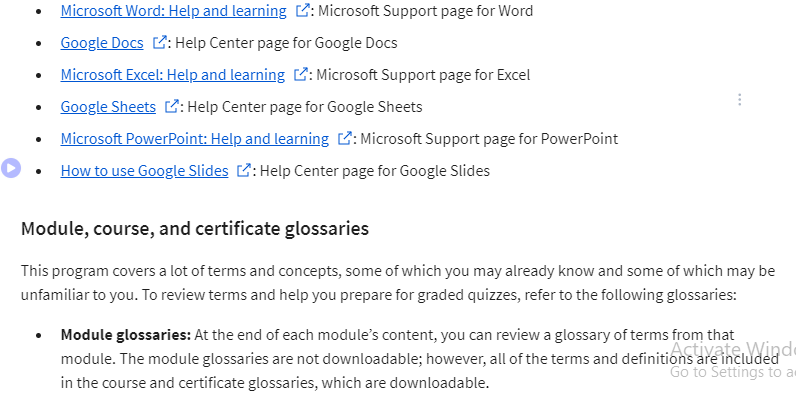 • Microsoft Word: Help and learning : Microsoft Support page for Word
• Google Docs : Help Center page for Google Docs
• Microsoft Excel: Help and learning : Microsoft Support page for Excel
• Google Sheets : Help Center page for Google Sheets
• Microsoft PowerPoint: Help and learning : Microsoft Support page for PowerPoint
• How to use Google Slides : Help Center page for Google Slides
Module, course, and certificate glossaries
This program covers a lot of terms and concepts, some of which you may already know and some of which may be
unfamiliar to you. To review terms and help you prepare for graded quizzes, refer to the following glossaries:
• Module glossaries: At the end of each module’s content, you can review a glossary of terms from that
module. The module glossaries are not downloadable; however, all of the terms and definitions are included
in the course and certificate glossaries, which are downloadable.
Activate Wind
Go to Settings to a